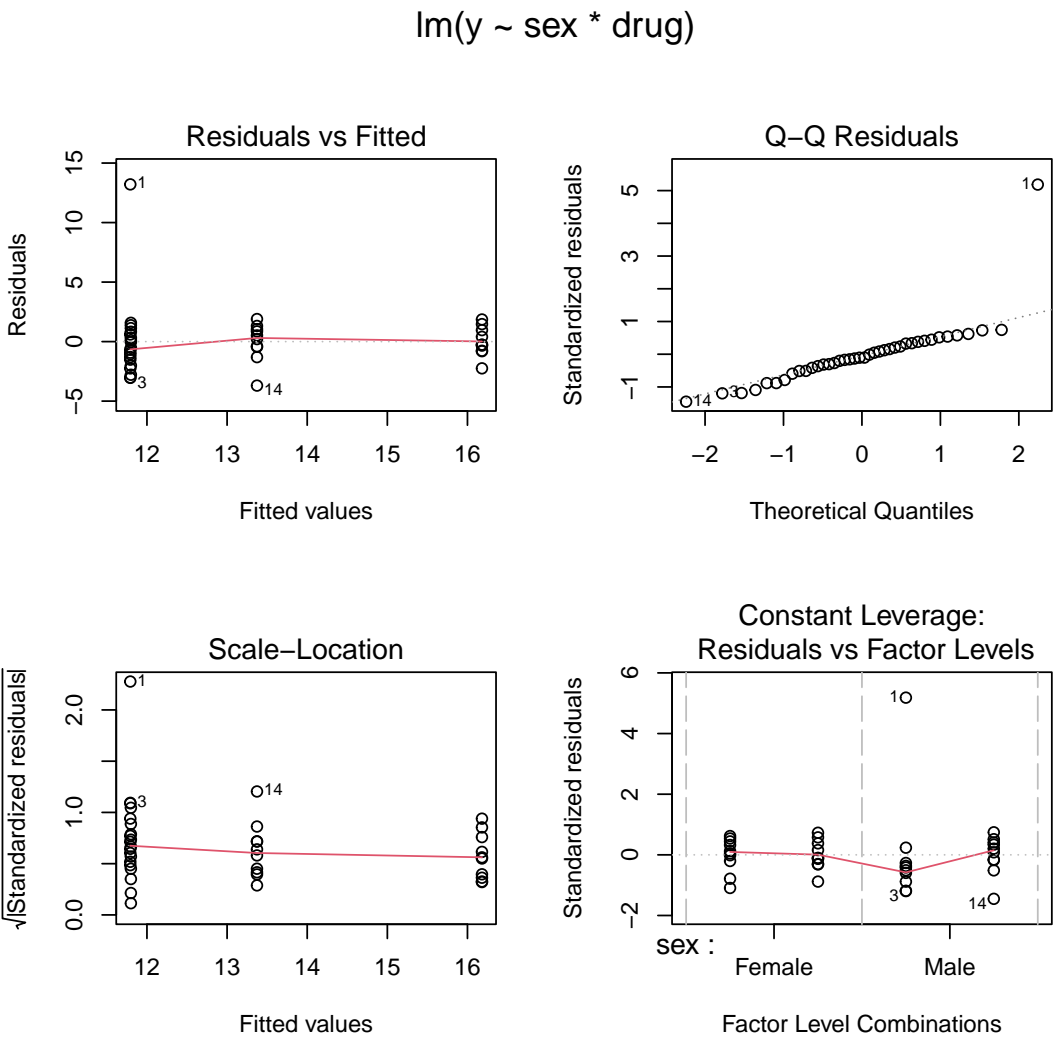 lm(y ~ sex * drug)
Residuals vs Fitted
Residuals
15
10
5
0
−5
1
3
14
12 13 14 15 16
Fitted values
Q−Q Residuals
Standardized residuals
5
3
1
−1
1
14
3
−2 −1 0 1 2
Theoretical Quantiles
Scale−Location
√|Standardized residuals|
2.0
1.0
0.0
1
3
14
12 13 14 15 16
Fitted values
Constant Leverage:
Residuals vs Factor Levels
Standardized residuals
6
4
2
0
−2
1
3
14
sex :
Female Male
Factor Level Combinations